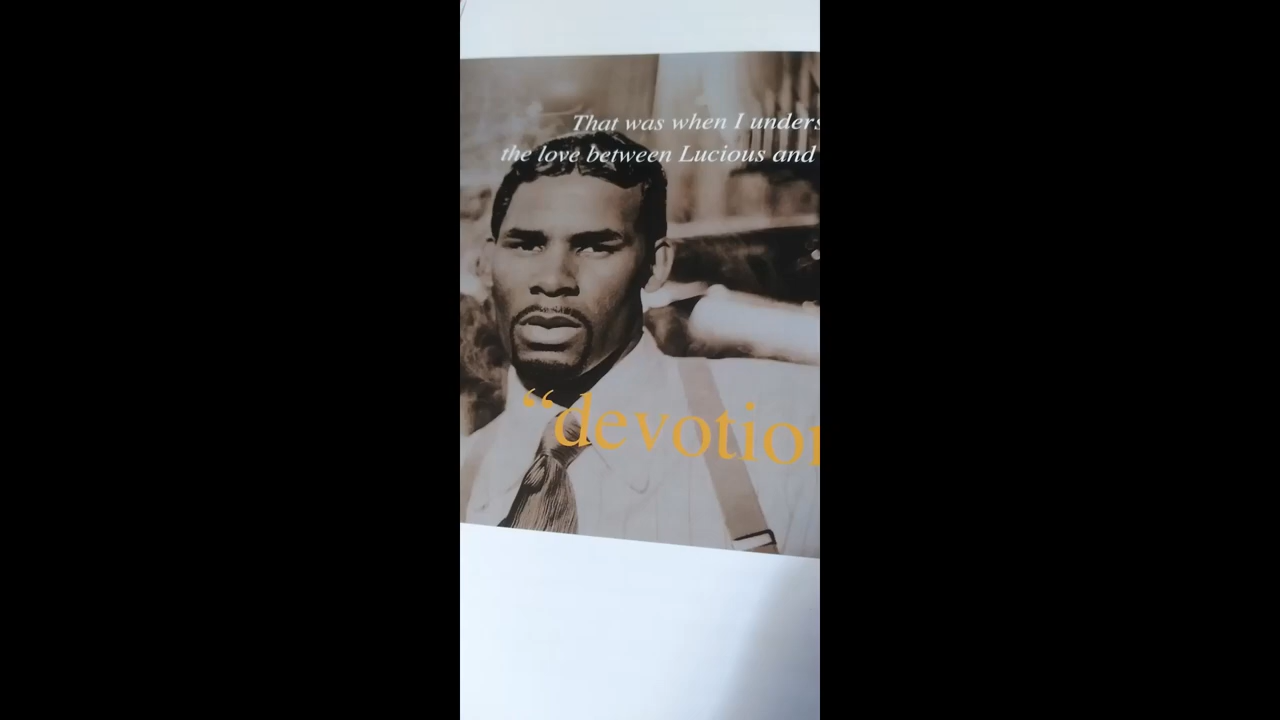 That was when I unders
the love between Lucious and
“devotion